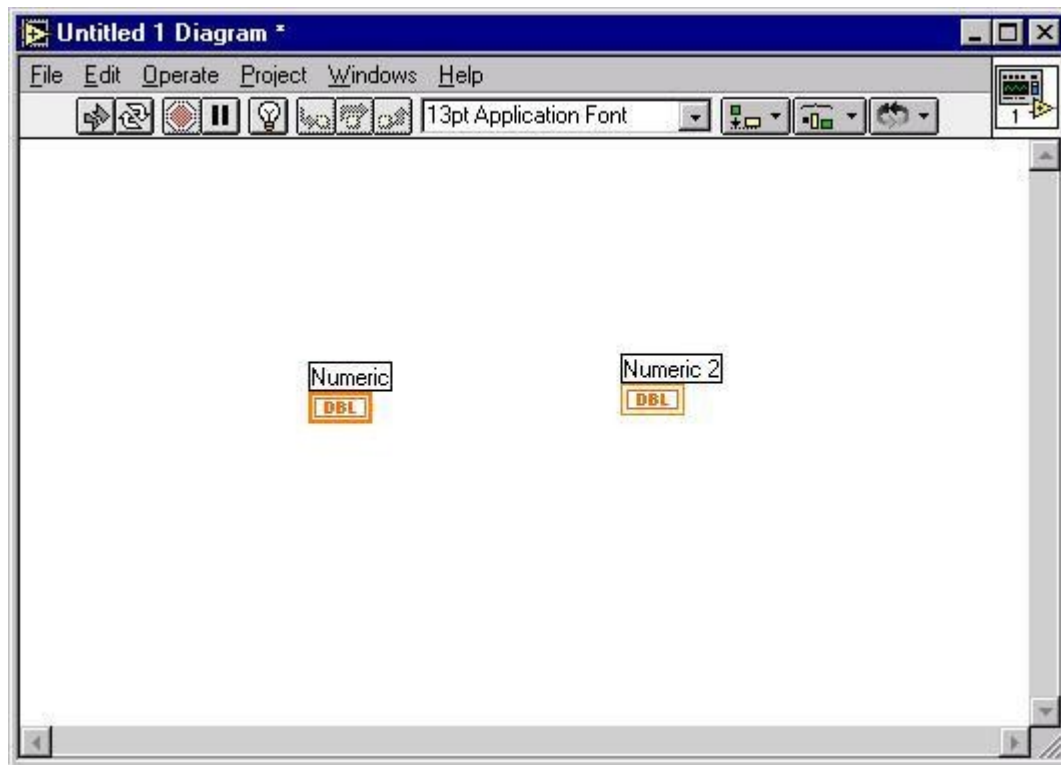 Untitled 1 Diagram *
File Edit Operate Project Windows Help
13pt Application Font
1
Numeric
DBL
Numeric 2
DBL